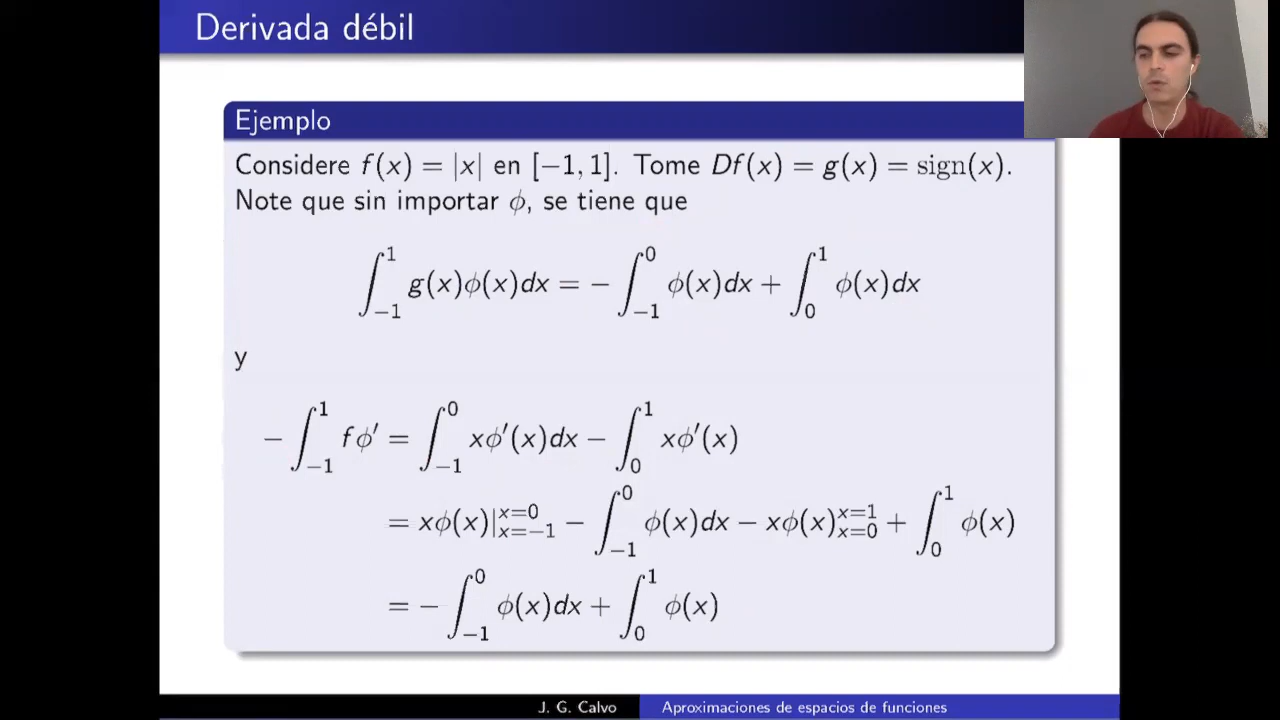 Derivada débil
Ejemplo
Considere f(x) = |x| en [−1, 1]. Tome Df(x) = g(x) = sign(x).
Note que sin importar ϕ, se tiene que
∫_{−1}^{1} g(x)ϕ(x)dx = − ∫_{−1}^{0} ϕ(x)dx + ∫_{0}^{1} ϕ(x)dx
y
− ∫_{−1}^{1} fϕ′ = ∫_{−1}^{0} xϕ′(x)dx − ∫_{0}^{1} xϕ′(x)
= xϕ(x)|_{x=−1}^{x=0} − ∫_{−1}^{0} ϕ(x)dx − xϕ(x)_{x=0}^{x=1} + ∫_{0}^{1} ϕ(x)
= − ∫_{−1}^{0} ϕ(x)dx + ∫_{0}^{1} ϕ(x)
J. G. Calvo Aproximaciones de espacios de funciones